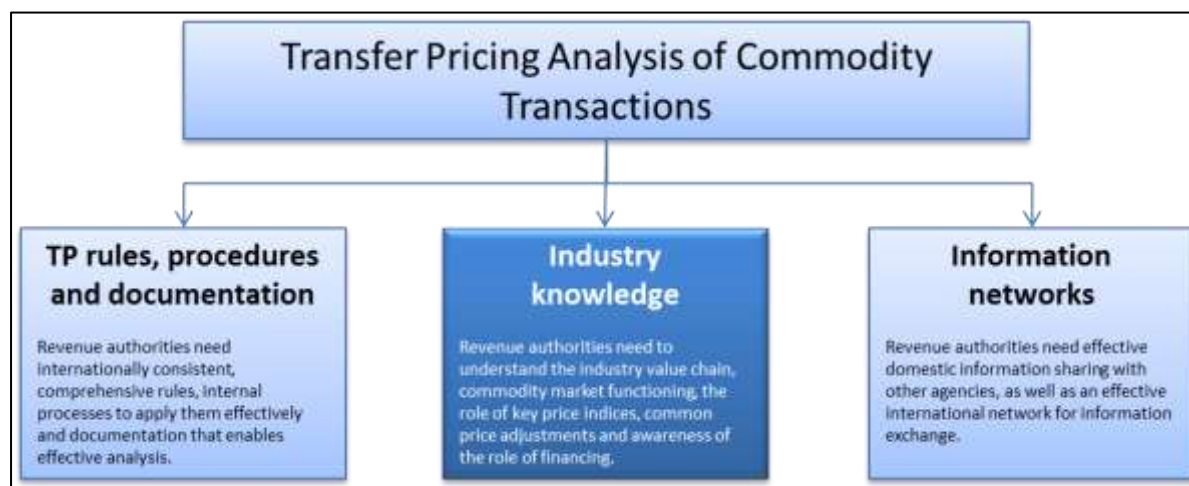 Transfer Pricing Analysis of Commodity
Transactions
TP rules, procedures
and documentation
Revenue authorities need
internationally consistent,
comprehensive rules, internal
processes to apply them effectively
and documentation that enables
effective analysis.
Industry
knowledge
Revenue authorities need to
understand the industry value chain,
commodity market functioning, the
role of key price indices, common
price adjustments and awareness of
the role of financing.
Information
networks
Revenue authorities need effective
domestic information sharing with
other agencies, as well as an effective
international network for information
exchange.